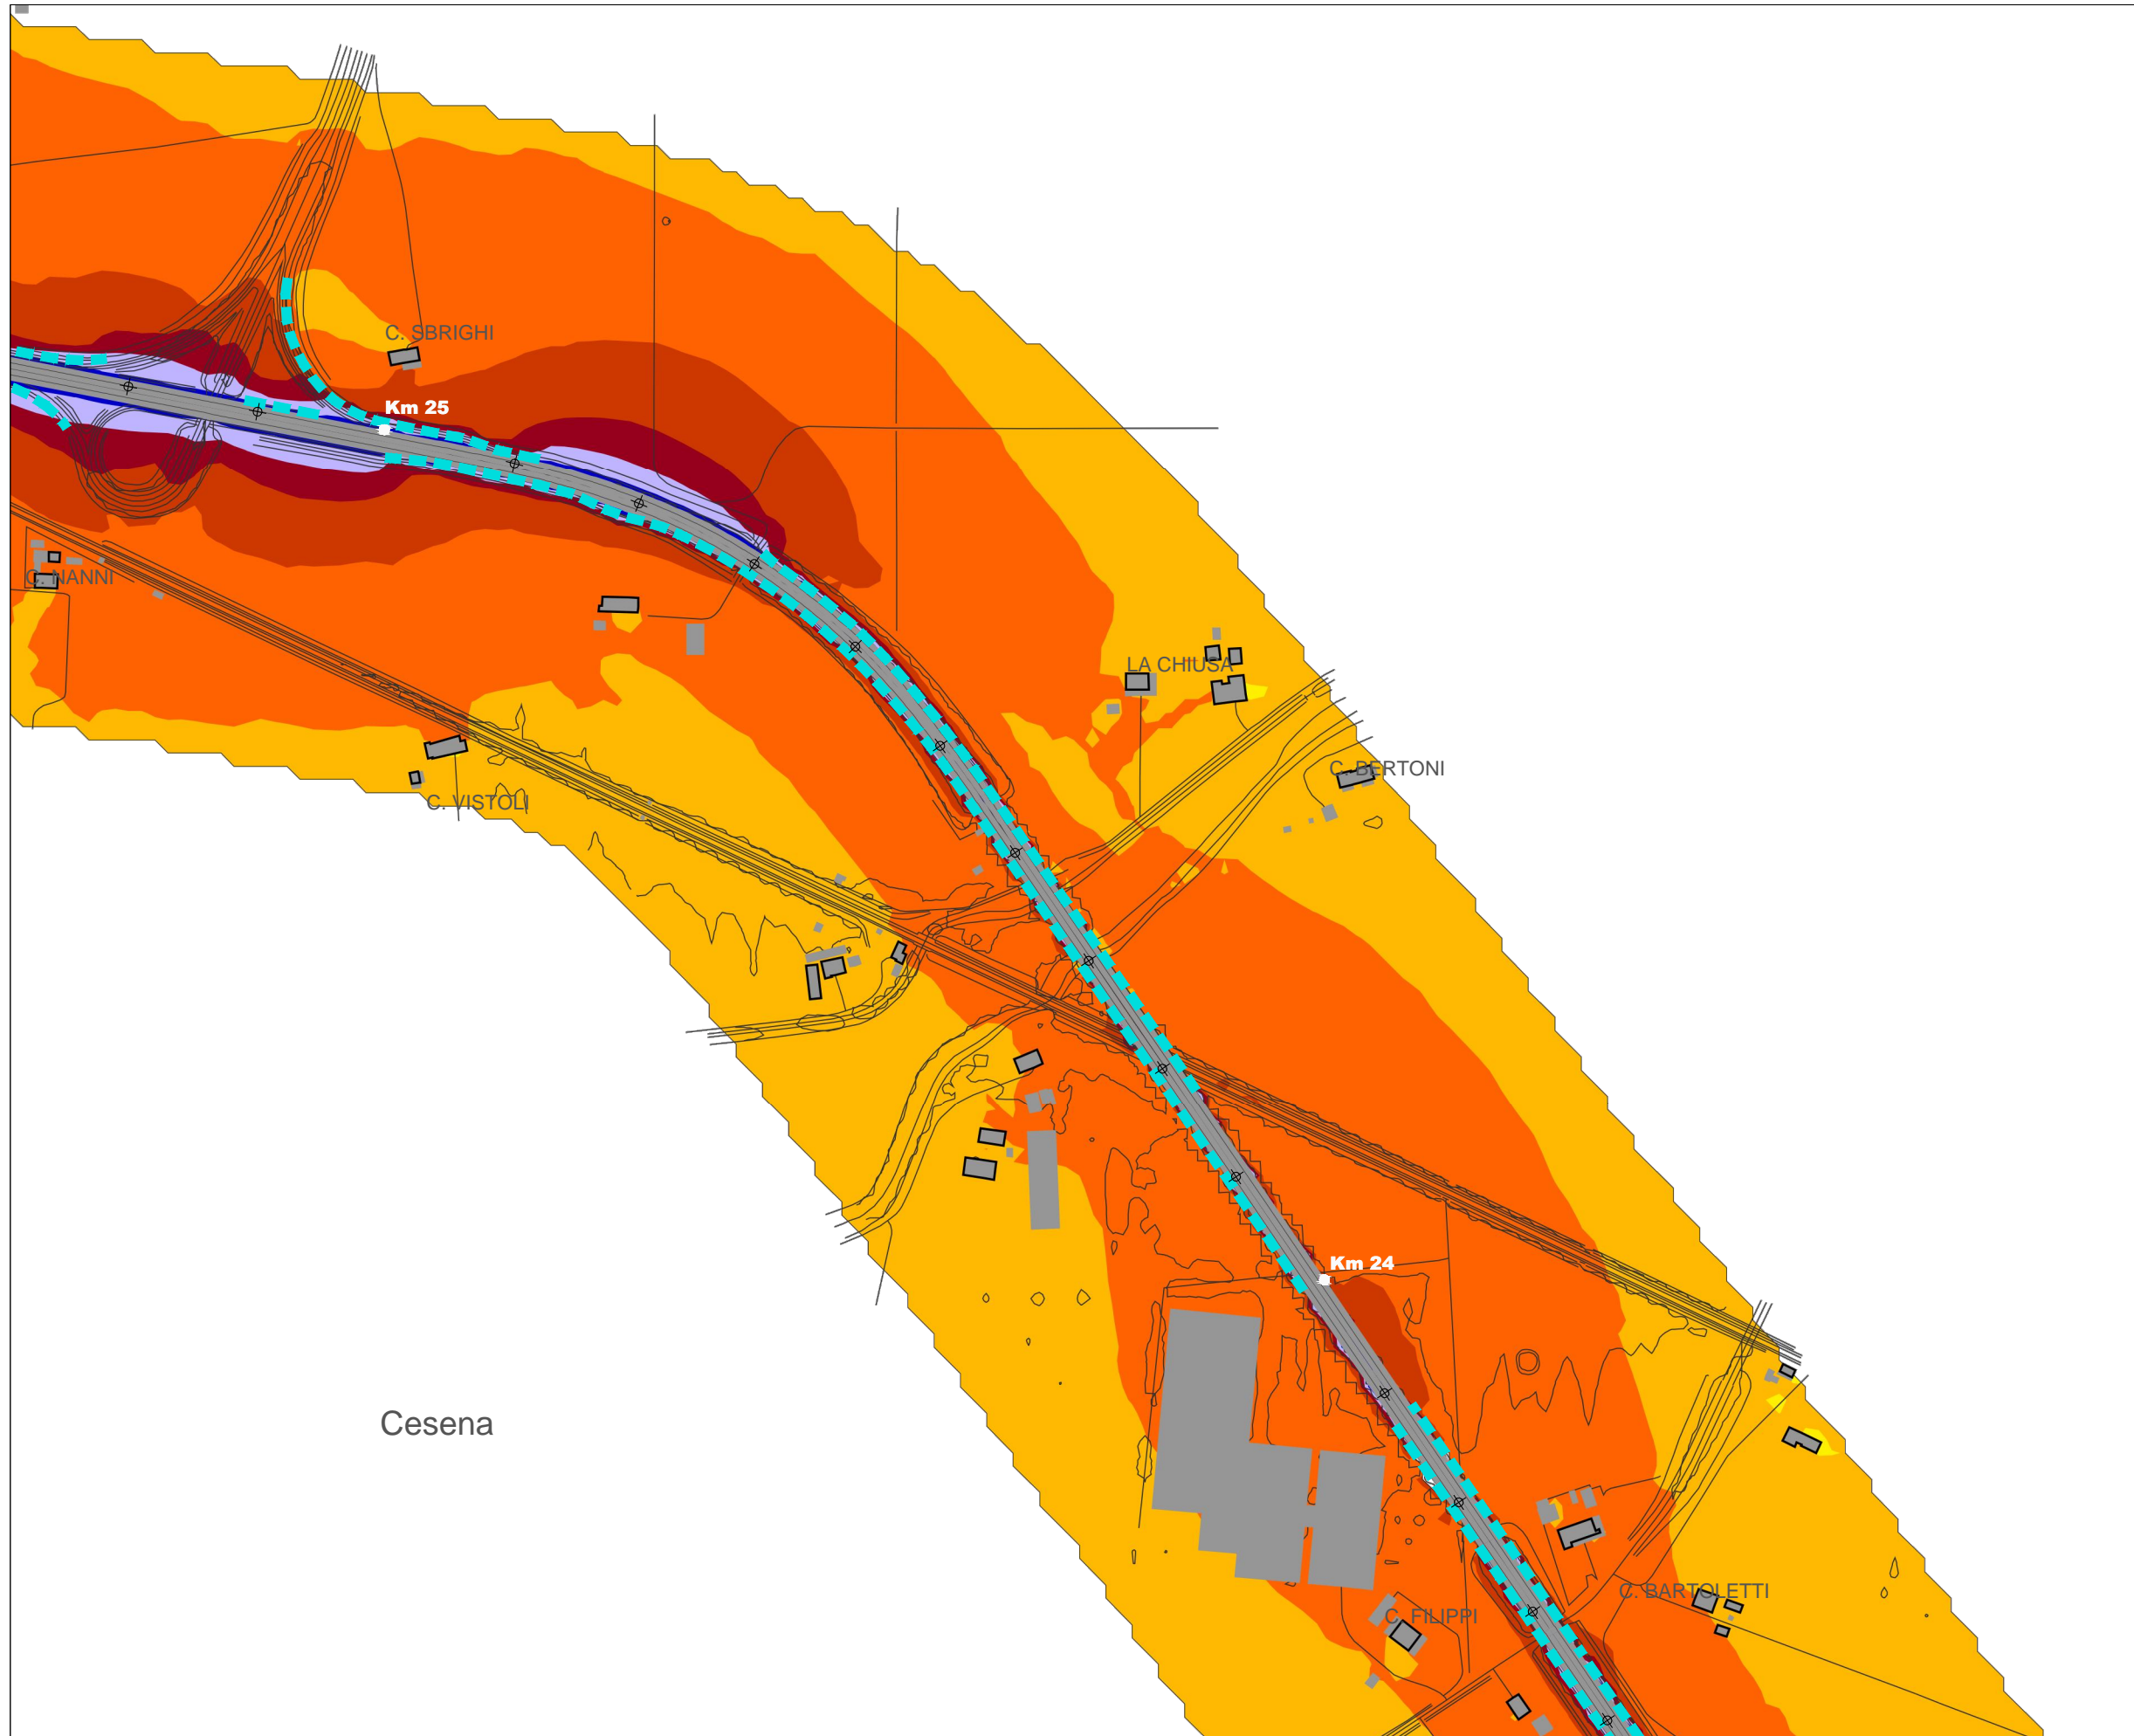 C. SBRIGHI
Km 25
C. NANNI
LA CHIUSA
C. BERTONI
C. VISTOLI
Km 24
Cesena
C. BARTOLETTI
C. FILIPPI